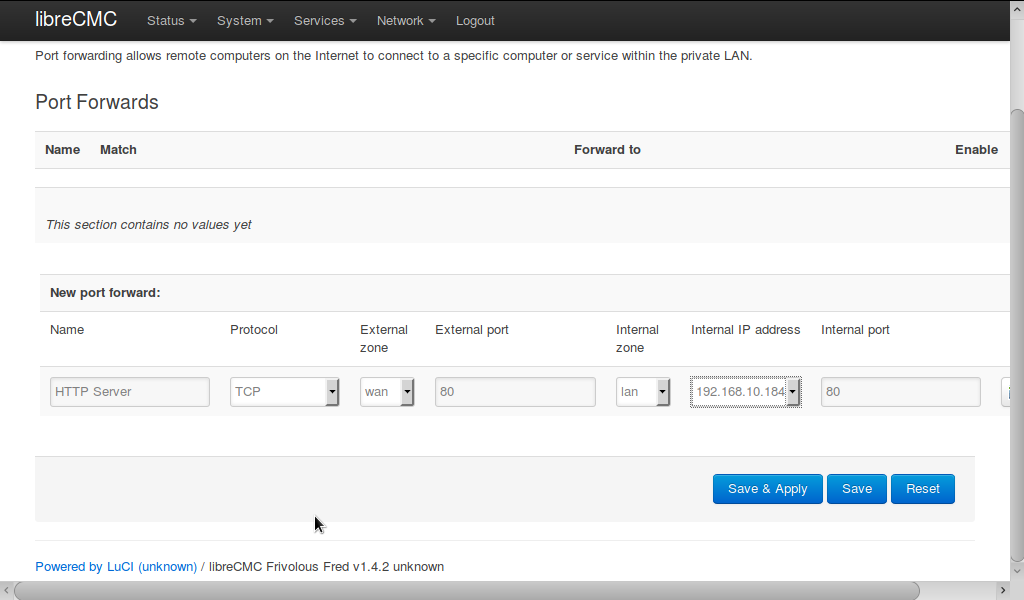 libreCMC Status System Services Network Logout
Port forwarding allows remote computers on the Internet to connect to a specific computer or service within the private LAN.
Port Forwards
Name Match Forward to Enable
This section contains no values yet
New port forward:
Name Protocol External zone External port Internal zone Internal IP address Internal port
HTTP Server TCP wan 80 lan 192.168.10.184 80
Save & Apply Save Reset
Powered by LuCI (unknown) / libreCMC Frivolous Fred v1.4.2 unknown